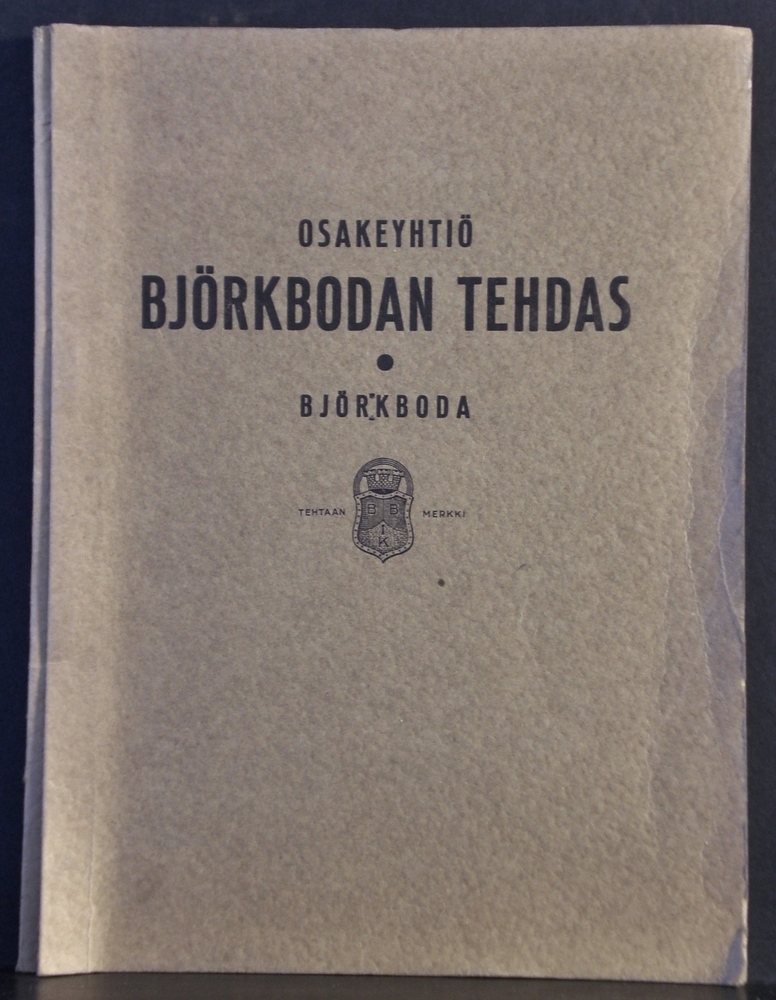 OSAKEYHTIÖ
BJÖRKBODAN TEHDAS
BJÖRKBODA
TEHTAAN MERKKI
B B
I
K